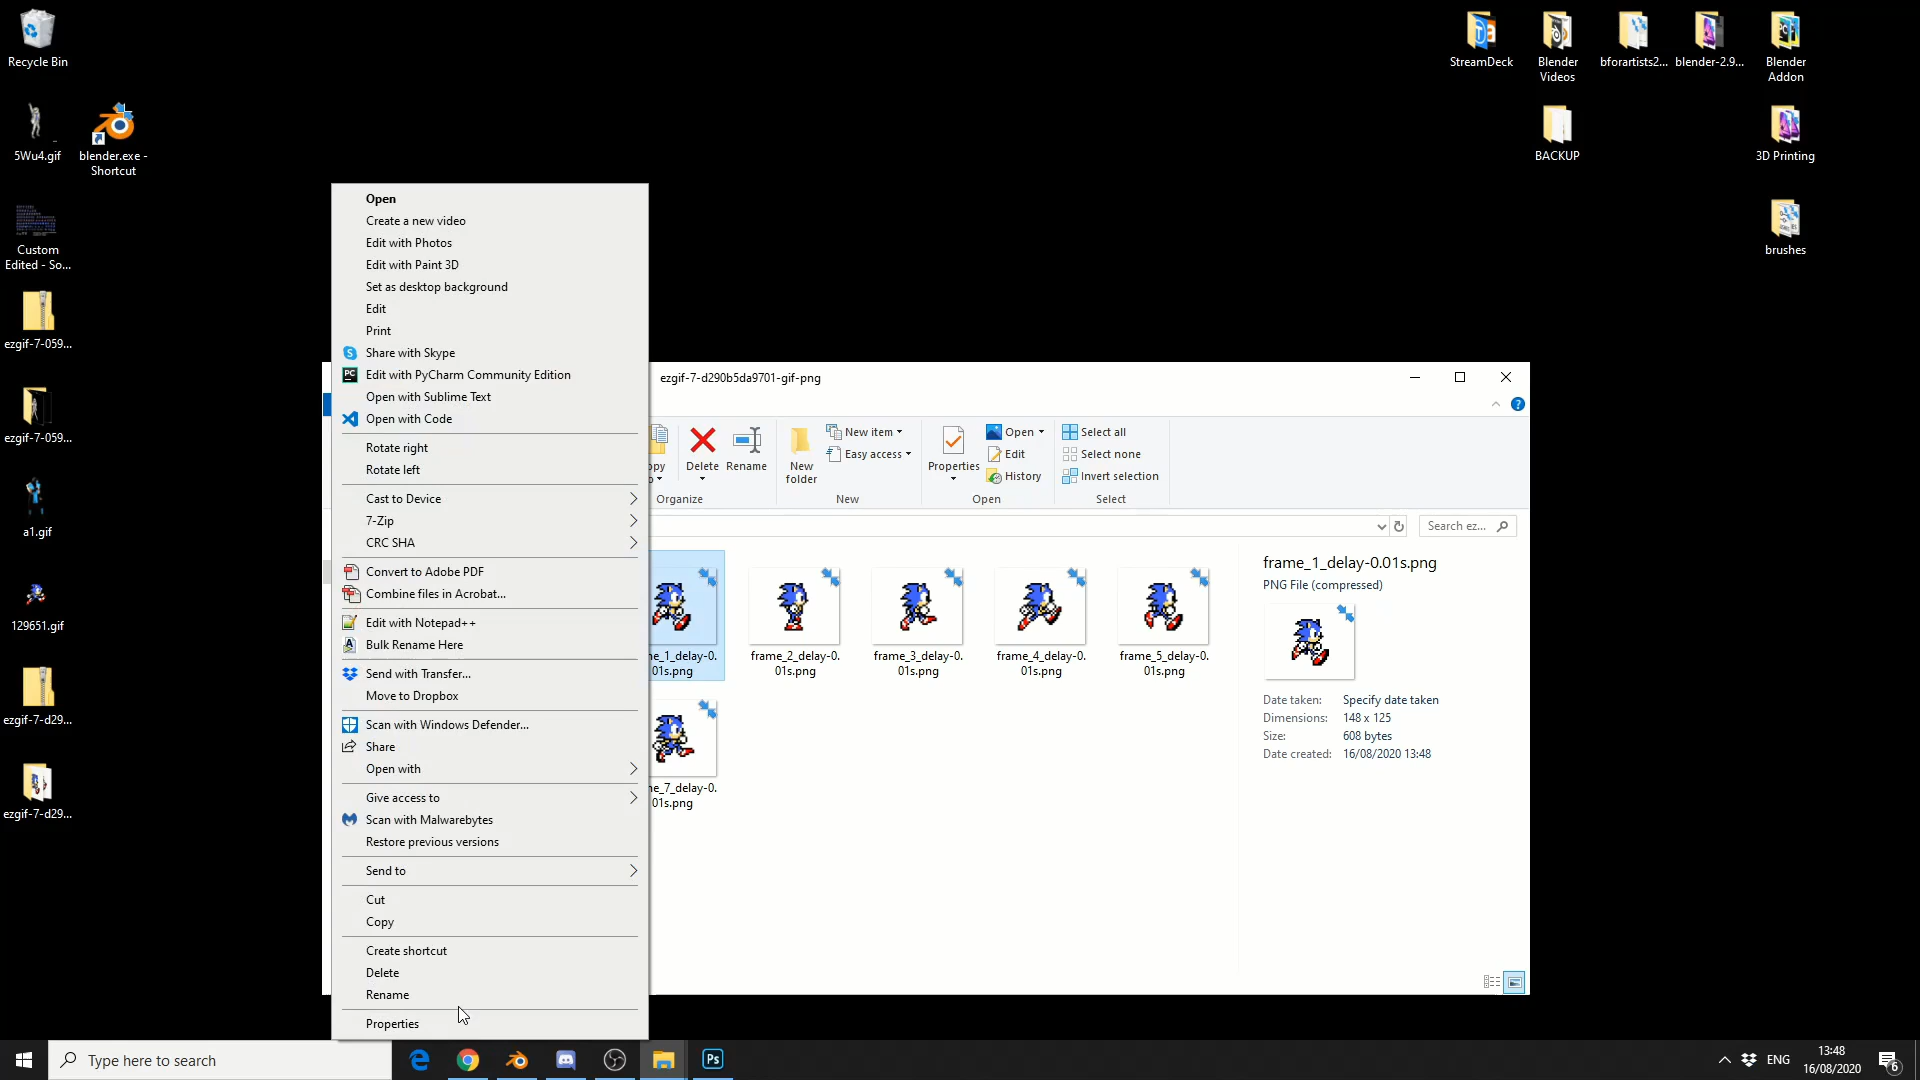 Recycle Bin
5Wu4.gif
blender.exe -
Shortcut
Custom
Edited - So...
ezgif-7-059...
ezgif-7-059...
a1.gif
129651.gif
ezgif-7-d29...
ezgif-7-d29...
StreamDeck
Blender
Videos
bforartists2...
blender-2.9...
Blender
Addon
BACKUP
3D Printing
brushes
Open
Create a new video
Edit with Photos
Edit with Paint 3D
Set as desktop background
Edit
Print
Share with Skype
PC
Edit with PyCharm Community Edition
Open with Sublime Text
Open with Code
Rotate right
Rotate left
Cast to Device
7-Zip
CRC SHA
Convert to Adobe PDF
Combine files in Acrobat...
Edit with Notepad++
Bulk Rename Here
Send with Transfer...
Move to Dropbox
Scan with Windows Defender...
Share
Open with
Give access to
Scan with Malwarebytes
Restore previous versions
Send to
Cut
Copy
Create shortcut
Delete
Rename
Properties
ezgif-7-d290b5da9701-gif-png
opy
o
Delete
Rename
Organize
New
folder
New item
Easy access
New
Properties
Open
Edit
History
Open
Select all
Select none
Invert selection
Select
Search ez...
ne_1_delay-0.
01s.png
frame_2_delay-0.
01s.png
frame_3_delay-0.
01s.png
frame_4_delay-0.
01s.png
frame_5_delay-0.
01s.png
ne_7_delay-0.
01s.png
frame_1_delay-0.01s.png
PNG File (compressed)
Date taken: Specify date taken
Dimensions: 148 x 125
Size: 608 bytes
Date created: 16/08/2020 13:48
Type here to search
Ps
ENG
13:48
16/08/2020
6